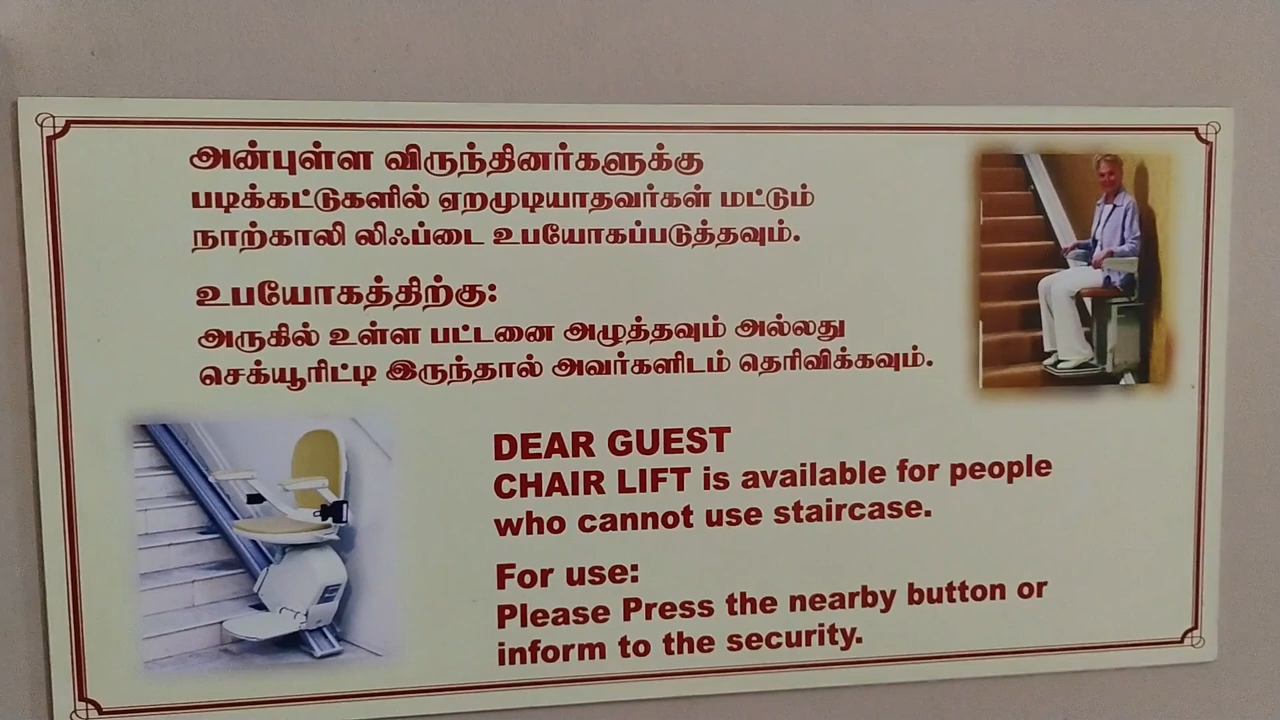 அன்புள்ள விருந்தினர்களுக்கு
படிக்கட்டுகளில் ஏறமுடியாதவர்கள் மட்டும்
நாற்காலி லிஃப்டை உபயோகப்படுத்தவும்.
உபயோகத்திற்கு:
அருகில் உள்ள பட்டனை அழுத்தவும் அல்லது
செக்யூரிட்டி இருந்தால் அவர்களிடம் தெரிவிக்கவும்.
DEAR GUEST
CHAIR LIFT is available for people
who cannot use staircase.
For use:
Please Press the nearby button or
inform to the security.